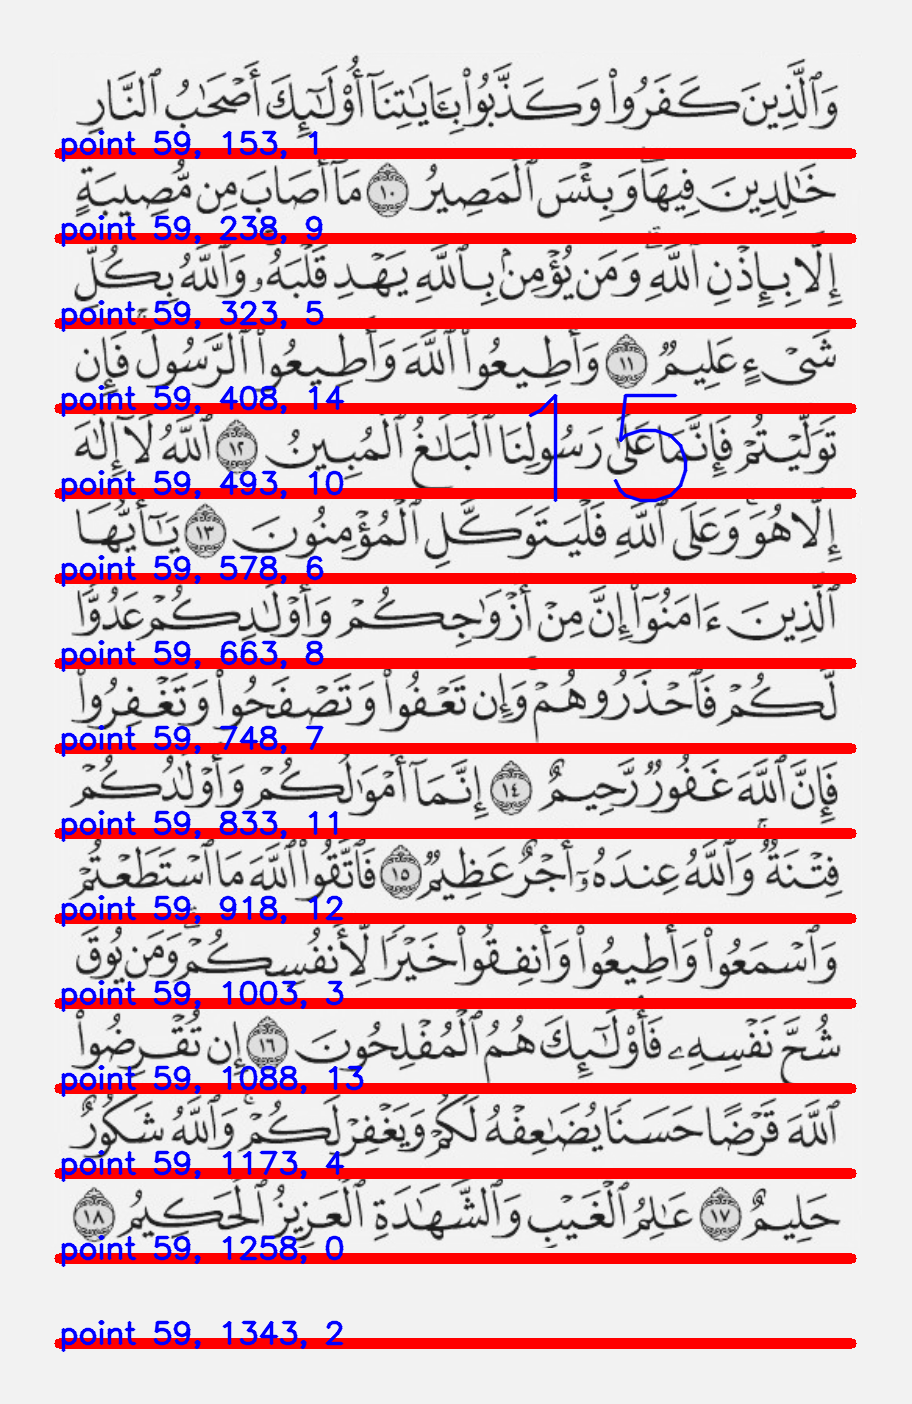 وَٱلَّذِينَ كَفَرُوا۟ وَكَذَّبُوا۟ بِـَٔايَـٰتِنَآ أُو۟لَـٰٓئِكَ أَصْحَـٰبُ ٱلنَّارِ
point 59, 153, 1
خَـٰلِدِينَ فِيهَا ۖ وَبِئْسَ ٱلْمَصِيرُ ١٠ مَآ أَصَابَ مِن مُّصِيبَةٍ
point 59, 238, 9
إِلَّا بِإِذْنِ ٱللَّهِ ۗ وَمَن يُؤْمِنۢ بِٱللَّهِ يَهْدِ قَلْبَهُۥ ۚ وَٱللَّهُ بِكُلِّ
point 59, 323, 5
شَىْءٍ عَلِيمٌ ١١ وَأَطِيعُوا۟ ٱللَّهَ وَأَطِيعُوا۟ ٱلرَّسُولَ ۚ فَإِن
point 59, 408, 14
تَوَلَّيْتُمْ فَإِنَّمَا عَلَىٰ رَسُولِنَا ٱلْبَلَـٰغُ ٱلْمُبِينُ ١٢ ٱللَّهُ لَآ إِلَـٰهَ
15
point 59, 493, 10
إِلَّا هُوَ ۚ وَعَلَى ٱللَّهِ فَلْيَتَوَكَّلِ ٱلْمُؤْمِنُونَ ١٣ يَـٰٓأَيُّهَا
point 59, 578, 6
ٱلَّذِينَ ءَامَنُوٓا۟ إِنَّ مِنْ أَزْوَٰجِكُمْ وَأَوْلَـٰدِكُمْ عَدُوًّا
point 59, 663, 8
لَّكُمْ فَٱحْذَرُوهُمْ ۚ وَإِن تَعْفُوا۟ وَتَصْفَحُوا۟ وَتَغْفِرُوا۟
point 59, 748, 7
فَإِنَّ ٱللَّهَ غَفُورٌ رَّحِيمٌ ١٤ إِنَّمَآ أَمْوَٰلُكُمْ وَأَوْلَـٰدُكُمْ
point 59, 833, 11
فِتْنَةٌ ۚ وَٱللَّهُ عِندَهُۥٓ أَجْرٌ عَظِيمٌ ١٥ فَٱتَّقُوا۟ ٱللَّهَ مَا ٱسْتَطَعْتُمْ
point 59, 918, 12
وَٱسْمَعُوا۟ وَأَطِيعُوا۟ وَأَنفِقُوا۟ خَيْرًا لِّأَنفُسِكُمْ ۗ وَمَن يُوقَ
point 59, 1003, 3
شُحَّ نَفْسِهِۦ فَأُو۟لَـٰٓئِكَ هُمُ ٱلْمُفْلِحُونَ ١٦ إِن تُقْرِضُوا۟
point 59, 1088, 13
ٱللَّهَ قَرْضًا حَسَنًا يُضَـٰعِفْهُ لَكُمْ وَيَغْفِرْ لَكُمْ ۚ وَٱللَّهُ شَكُورٌ
point 59, 1173, 4
حَلِيمٌ ١٧ عَـٰلِمُ ٱلْغَيْبِ وَٱلشَّهَـٰدَةِ ٱلْعَزِيزُ ٱلْحَكِيمُ ١٨
point 59, 1258, 0
point 59, 1343, 2